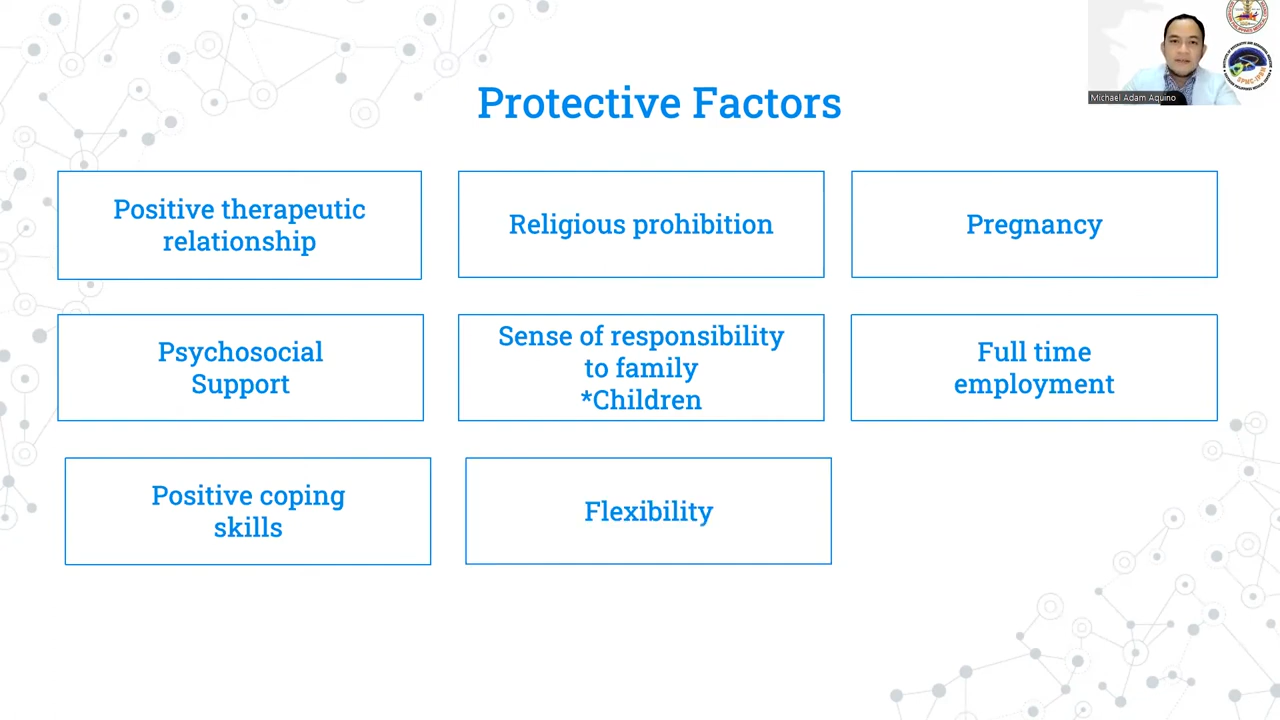 Protective Factors
Positive therapeutic
relationship
Religious prohibition
Pregnancy
Psychosocial
Support
Sense of responsibility
to family
*Children
Full time
employment
Positive coping
skills
Flexibility
Michael Adam Aquino